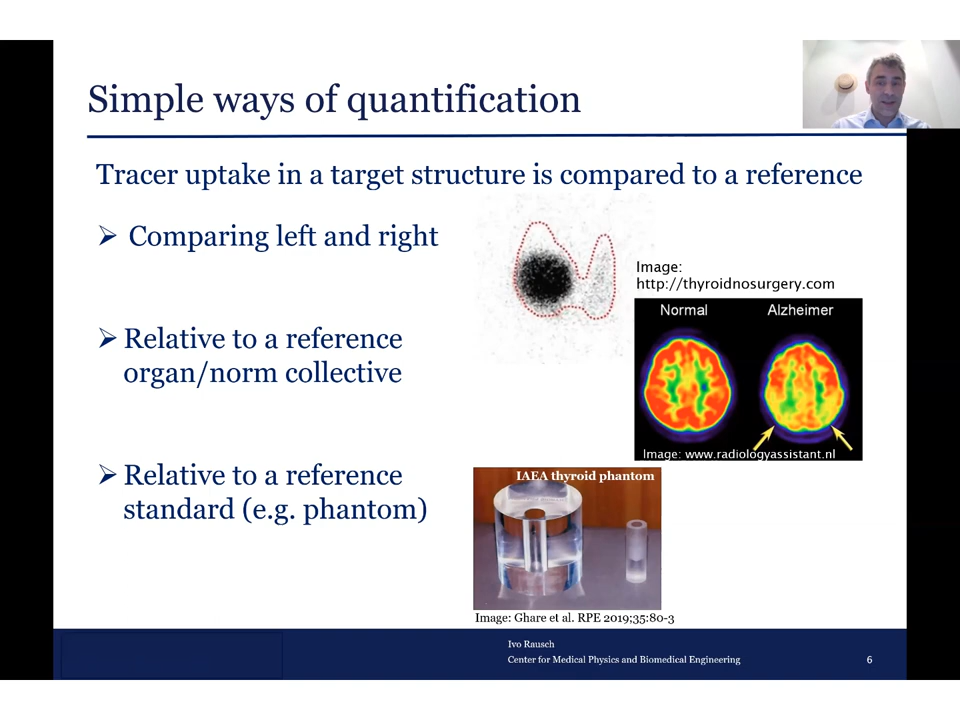 Simple ways of quantification
Tracer uptake in a target structure is compared to a reference
➢ Comparing left and right
Image:
http://thyroidnosurgery.com
Normal Alzheimer
➢ Relative to a reference
organ/norm collective
Image: www.radiologyassistant.nl
➢ Relative to a reference
standard (e.g. phantom)
IAEA thyroid phantom
Image: Ghare et al. RPE 2019;35:80-3
Ivo Rausch
Center for Medical Physics and Biomedical Engineering 6